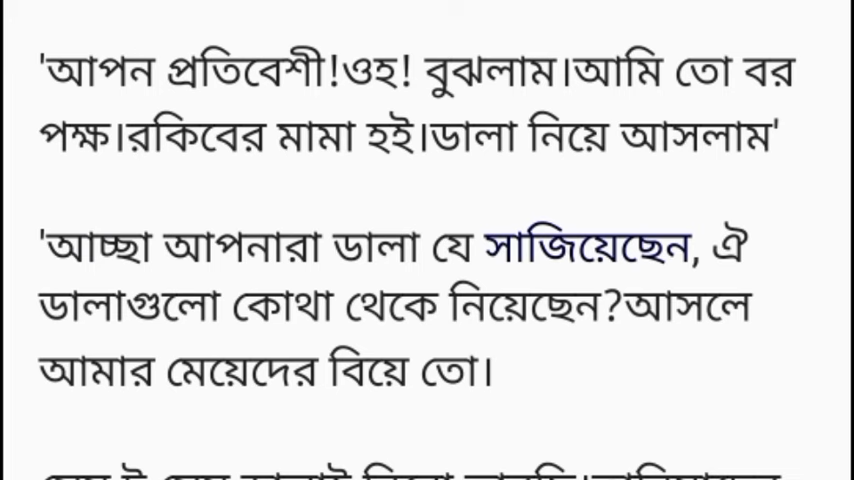 'আপন প্রতিবেশী!ওহ! বুঝলাম।আমি তো বর
পক্ষ।রকিবের মামা হই।ডালা নিয়ে আসলাম'
'আচ্ছা আপনারা ডালা যে সাজিয়েছেন, ঐ
ডালাগুলো কোথা থেকে নিয়েছেন?আসলে
আমার মেয়েদের বিয়ে তো।